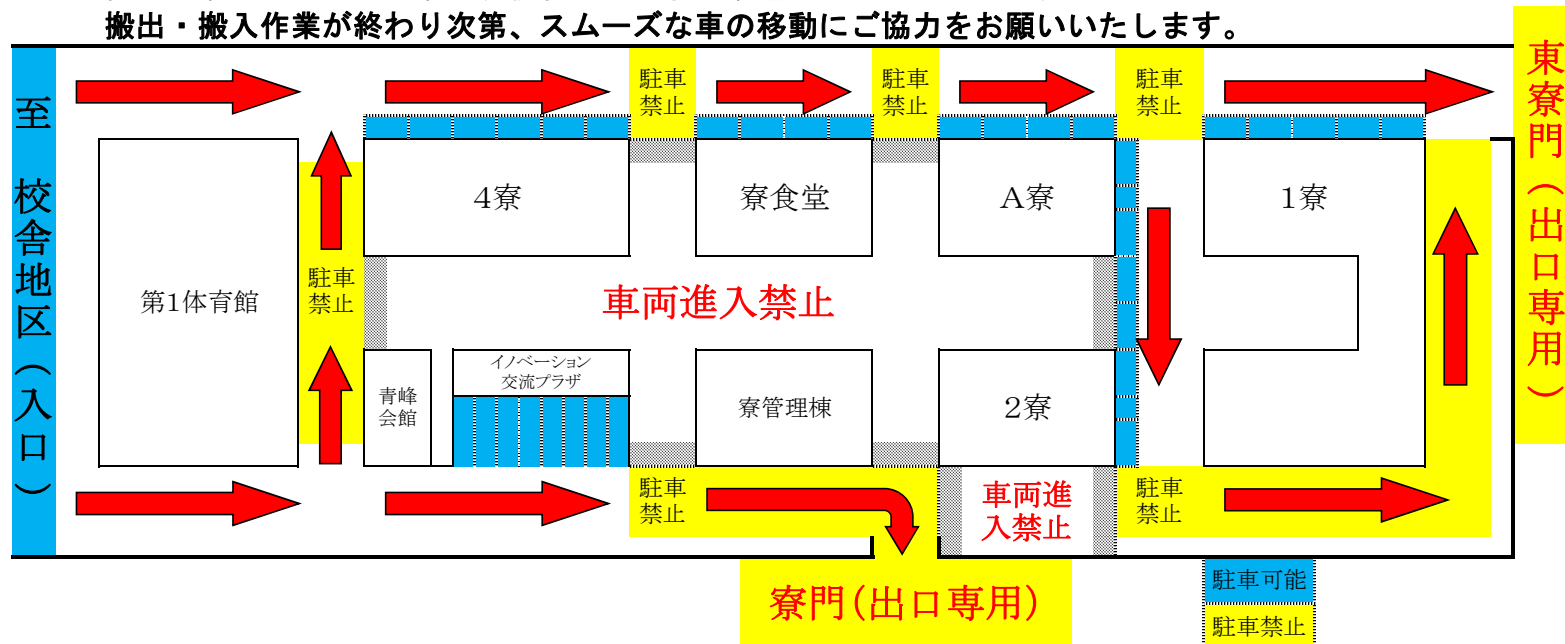 搬出・搬入作業が終わり次第、スムーズな車の移動にご協力をお願いいたします。
至 校舎地区(入口)
駐車
禁止
駐車
禁止
駐車
禁止
東寮門(出口専用)
4寮
寮食堂
A寮
1寮
第1体育館
駐車
禁止
車両進入禁止
青峰
会館
イノベーション
交流プラザ
寮管理棟
2寮
駐車
禁止
車両進
入禁止
駐車
禁止
寮門(出口専用)
駐車可能
駐車禁止